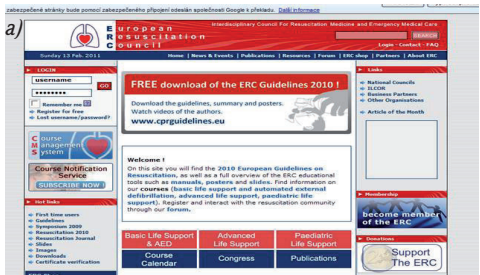 zabezpečené stránky bude pomocí zabezpečeného připojení odeslán společnosti Google k překladu. Další informace
a)
European
Resuscitation
Council
Interdisciplinary Council For Resuscitation Medicine and Emergency Medical Care
SEARCH
Login · Contact · FAQ
Sunday 13 Feb. 2011
Home | News & Events | Publications | Resources | Forum | ERC shop | Partners | About ERC
LOGIN
username
GO
Remember me
Register for free
Lost username/password?
Course
Management
System
Course Notification
Service
SUBSCRIBE NOW !
Hot links
First time users
Guidelines
Symposium 2009
Resuscitation 2010
Resuscitation Journal
Slides
Images
Downloads
Certificate verification
FREE download of the ERC Guidelines 2010 !
Download the guidelines, summary and posters.
Watch videos of the authors.
www.cprguidelines.eu
Welcome !
On this site you will find the 2010 European Guidelines on
Resuscitation, as well as a full overview of the ERC educational
tools such as manuals, posters and slides. Find information on
our courses (basic life support and automated external
defibrillation, advanced life support, paediatric life
support). Register and interact with the resuscitation community
through our forum.
Basic Life Support
& AED
Advanced
Life Support
Paediatric
Life Support
Course
Calendar
Congress
Publications
Links
National Councils
ILCOR
Business Partners
Other Organizations
Article of the Month
Membership
become member
of the ERC
Donations
Support
The ERC